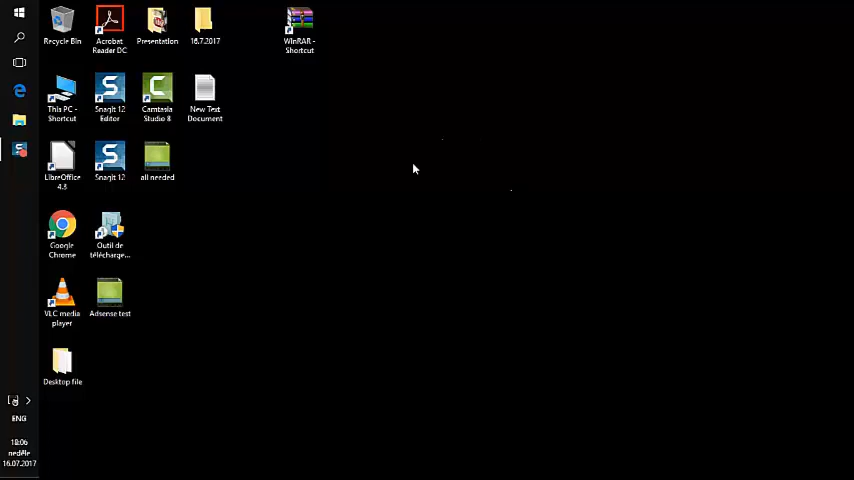 Recycle Bin
Acrobat
Reader DC
Presentation
16.7.2017
WinRAR -
Shortcut
This PC -
Shortcut
Snagit 12
Editor
Camtasia
Studio 8
New Text
Document
LibreOffice
4.3
Snagit 12
all needed
Google
Chrome
Outil de
télécharge...
VLC media
player
Adsense test
Desktop file
ENG
18:06
neděle
16.07.2017